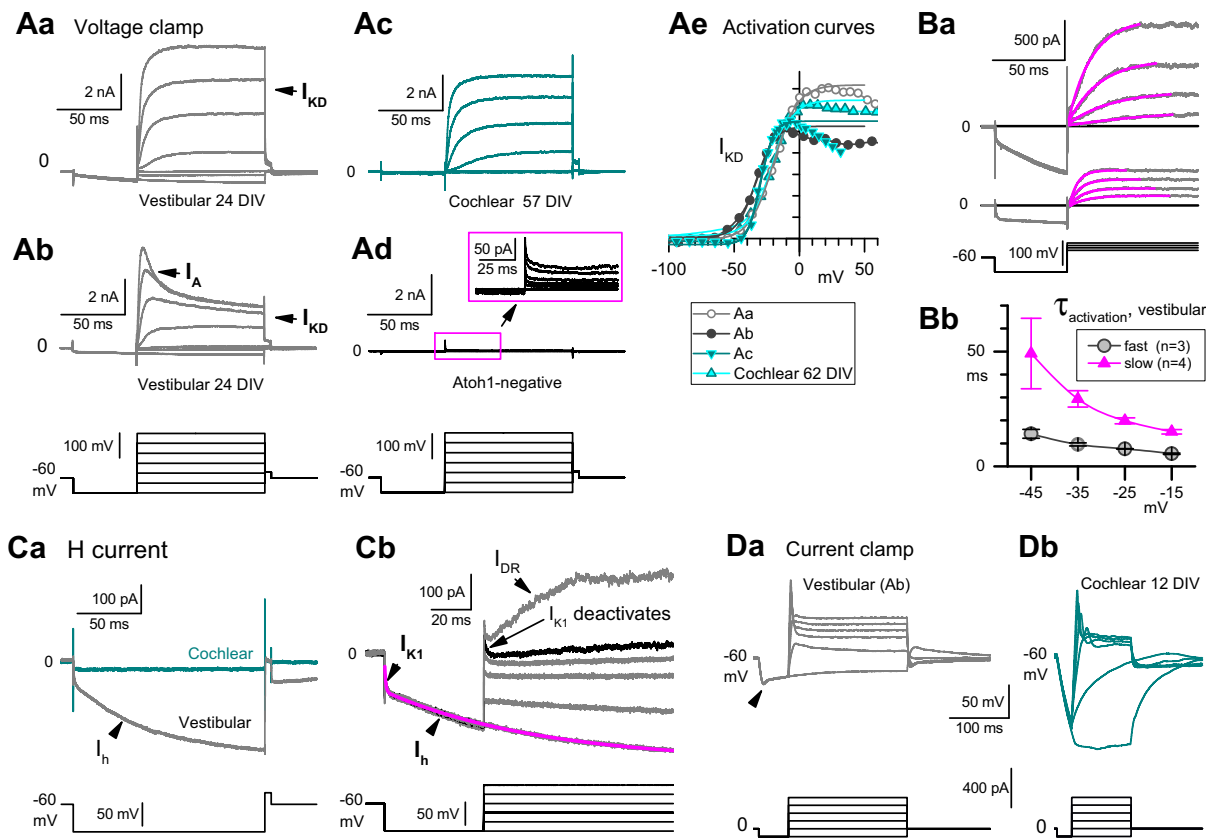 Aa Voltage clamp
2 nA
50 ms
I_KD
0
Vestibular 24 DIV
Ab
I_A
2 nA
50 ms
I_KD
0
Vestibular 24 DIV
100 mV
-60
mV
Ac
2 nA
50 ms
0
Cochlear 57 DIV
Ad
50 pA
25 ms
2 nA
50 ms
0
Atoh1-negative
100 mV
-60
mV
Ae Activation curves
I_KD
-100 -50 0 50
mV
Aa
Ab
Ac
Cochlear 62 DIV
Ba
500 pA
50 ms
0
0
-60
100 mV
Bb τ_activation, vestibular
fast (n=3)
slow (n=4)
50
ms
0
-45 -35 -25 -15
mV
Ca H current
100 pA
50 ms
0
Cochlear
Vestibular
I_h
-60
mV
50 mV
Cb
I_DR
100 pA
20 ms
I_K1 deactivates
0
I_K1
I_h
-60
mV
50 mV
Da Current clamp
Vestibular (Ab)
-60
mV
50 mV
100 ms
400 pA
0
Db
Cochlear 12 DIV
-60
mV
0